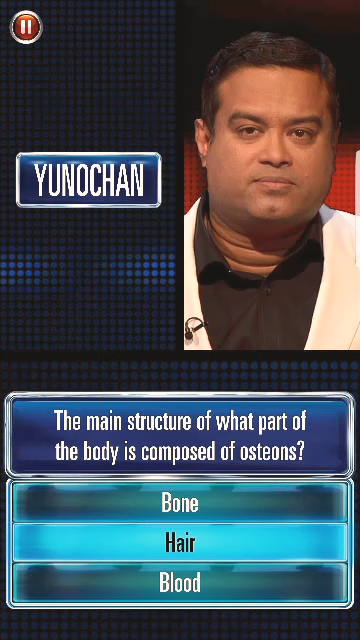 YUNOCHAN
The main structure of what part of
the body is composed of osteons?
Bone
Hair
Blood